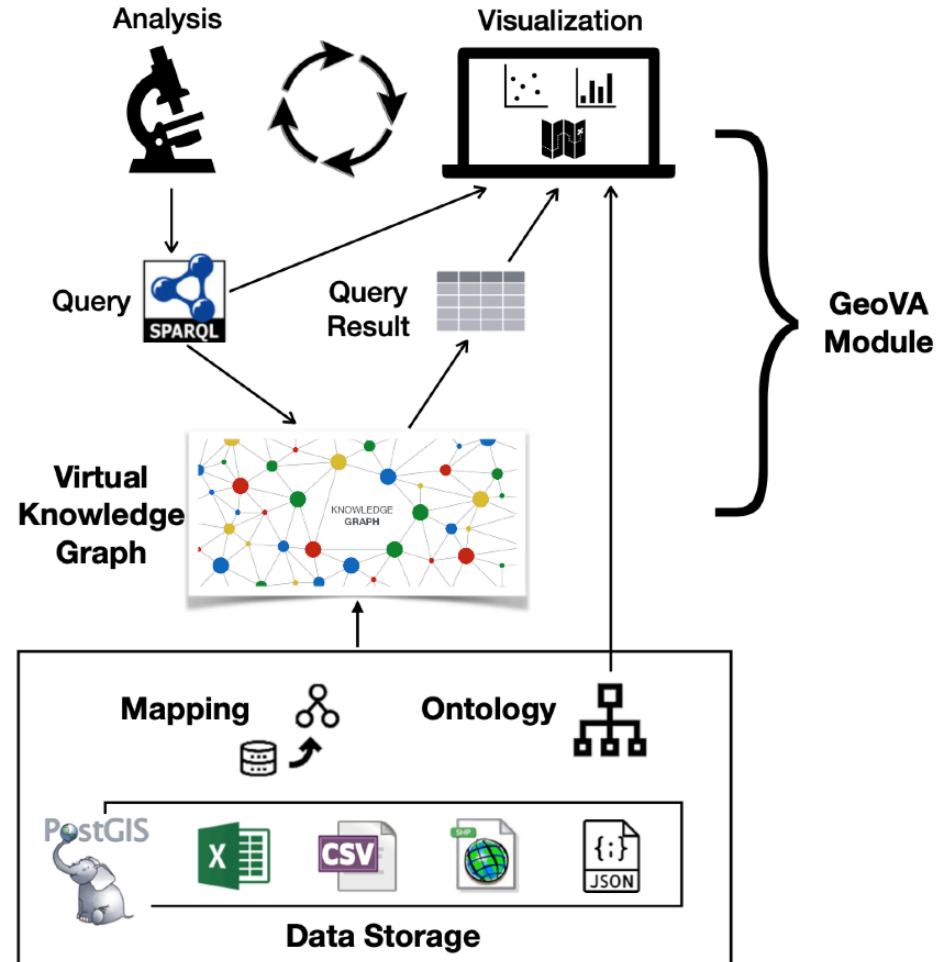 Analysis
Visualization
Query
SPARQL
Query
Result
GeoVA
Module
Virtual
Knowledge
Graph
KNOWLEDGE
GRAPH
Mapping
Ontology
PostGIS
X
CSV
SHP
{;}
JSON
Data Storage